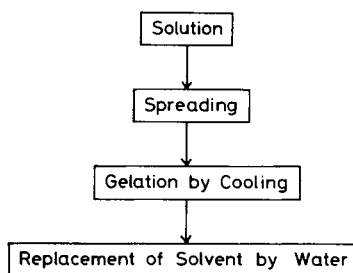 Solution
Spreading
Gelation by Cooling
Replacement of Solvent by Water